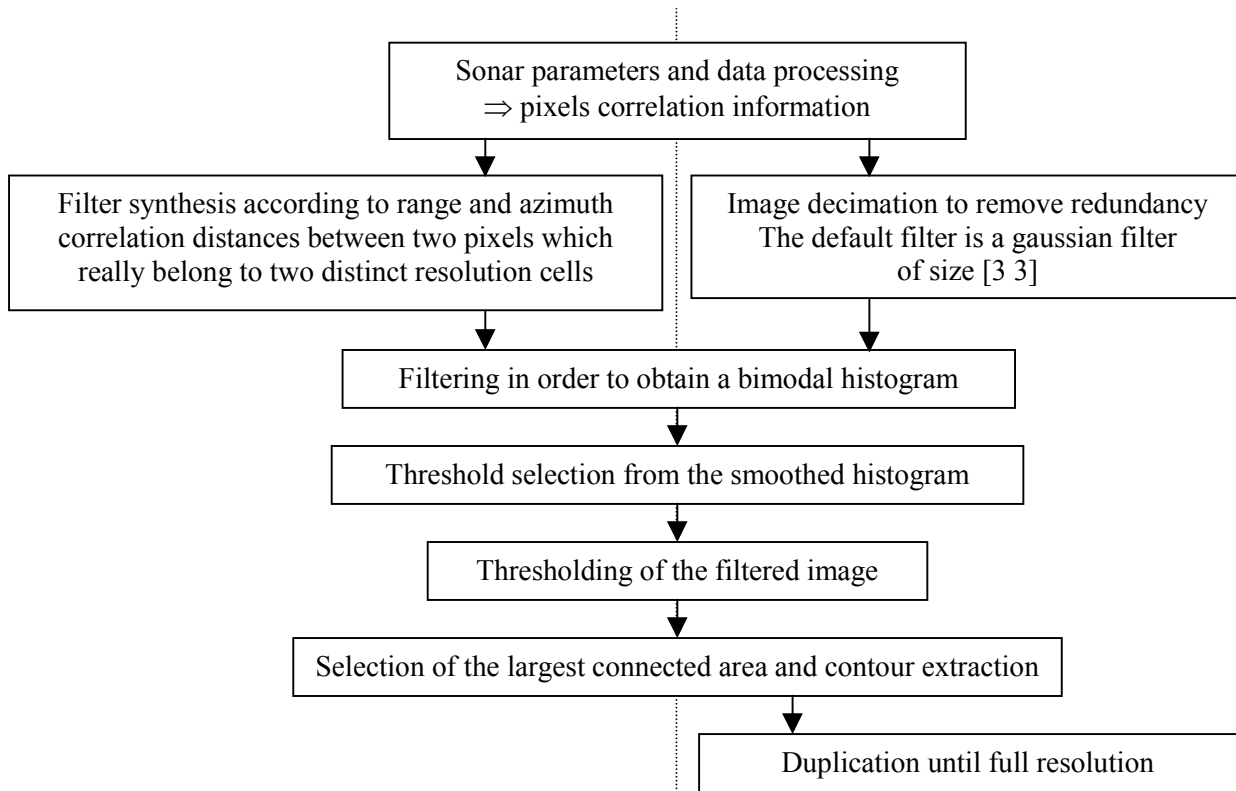 Sonar parameters and data processing
⇒ pixels correlation information
Filter synthesis according to range and azimuth
correlation distances between two pixels which
really belong to two distinct resolution cells
Image decimation to remove redundancy
The default filter is a gaussian filter
of size [3 3]
Filtering in order to obtain a bimodal histogram
Threshold selection from the smoothed histogram
Thresholding of the filtered image
Selection of the largest connected area and contour extraction
Duplication until full resolution